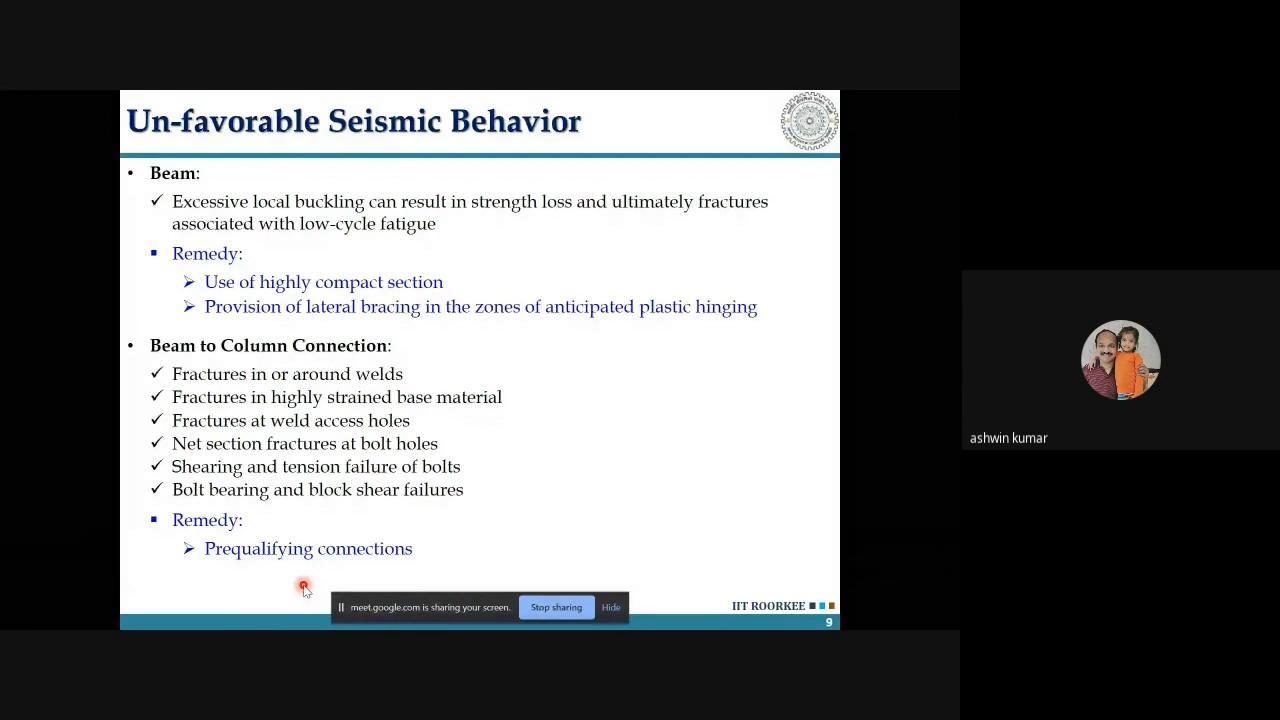 Un-favorable Seismic Behavior
• Beam:
✓ Excessive local buckling can result in strength loss and ultimately fractures
associated with low-cycle fatigue
▪ Remedy:
➢ Use of highly compact section
➢ Provision of lateral bracing in the zones of anticipated plastic hinging
• Beam to Column Connection:
✓ Fractures in or around welds
✓ Fractures in highly strained base material
✓ Fractures at weld access holes
✓ Net section fractures at bolt holes
✓ Shearing and tension failure of bolts
✓ Bolt bearing and block shear failures
▪ Remedy:
➢ Prequalifying connections
meet.google.com is sharing your screen. Stop sharing Hide
IIT ROORKEE
9
ashwin kumar